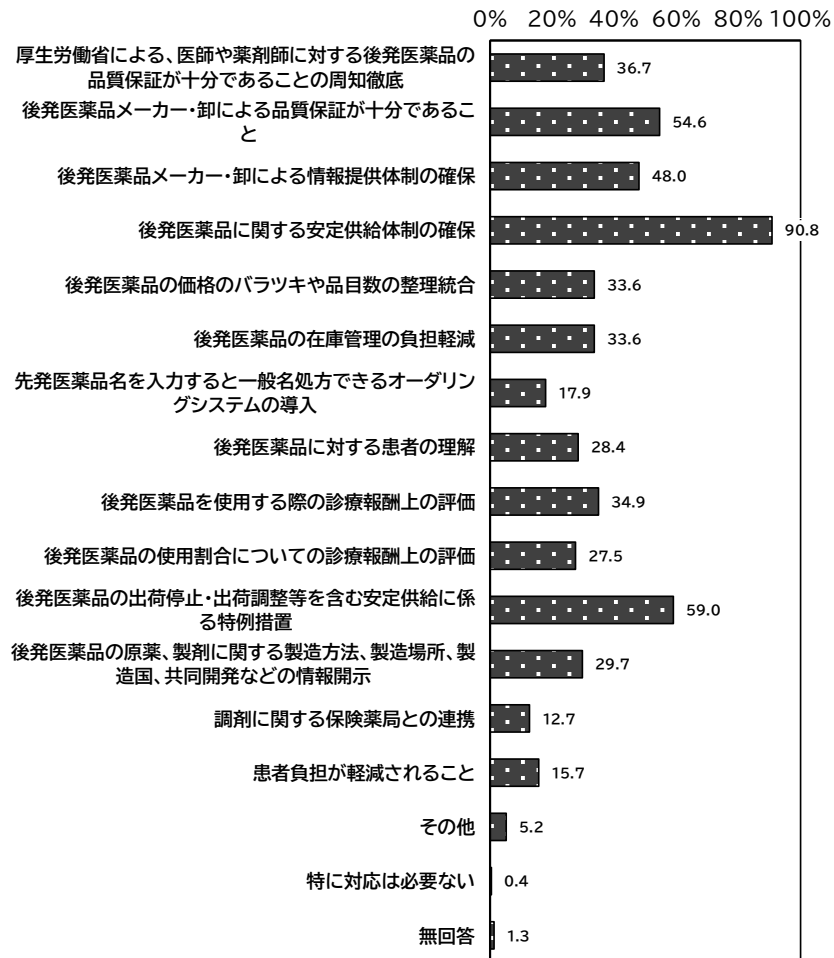 0% 20% 40% 60% 80% 100%
厚生労働省による、医師や薬剤師に対する後発医薬品の
品質保証が十分であることの周知徹底
36.7
後発医薬品メーカー・卸による品質保証が十分であるこ
と
54.6
後発医薬品メーカー・卸による情報提供体制の確保
48.0
後発医薬品に関する安定供給体制の確保
90.8
後発医薬品の価格のバラツキや品目数の整理統合
33.6
後発医薬品の在庫管理の負担軽減
33.6
先発医薬品名を入力すると一般名処方できるオーダリン
グシステムの導入
17.9
後発医薬品に対する患者の理解
28.4
後発医薬品を使用する際の診療報酬上の評価
34.9
後発医薬品の使用割合についての診療報酬上の評価
27.5
後発医薬品の出荷停止・出荷調整等を含む安定供給に係
る特例措置
59.0
後発医薬品の原薬、製剤に関する製造方法、製造場所、製
造国、共同開発などの情報開示
29.7
調剤に関する保険薬局との連携
12.7
患者負担が軽減されること
15.7
その他
5.2
特に対応は必要ない
0.4
無回答
1.3